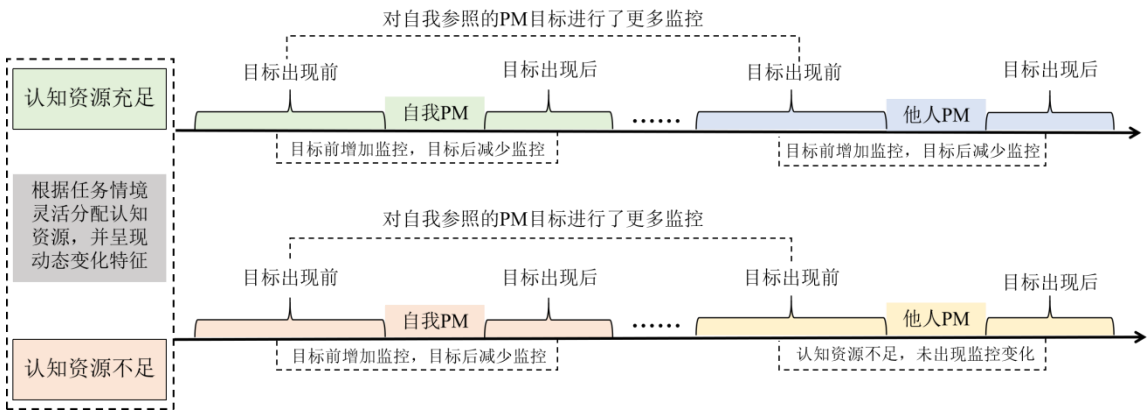 对自我参照的PM目标进行了更多监控
目标出现前
目标出现后
目标出现前
目标出现后
认知资源充足
自我PM
……
他人PM
目标前增加监控，目标后减少监控
目标前增加监控，目标后减少监控
根据任务情境
灵活分配认知
资源，并呈现
动态变化特征
对自我参照的PM目标进行了更多监控
目标出现前
目标出现后
目标出现前
目标出现后
自我PM
……
他人PM
认知资源不足
目标前增加监控，目标后减少监控
认知资源不足，未出现监控变化